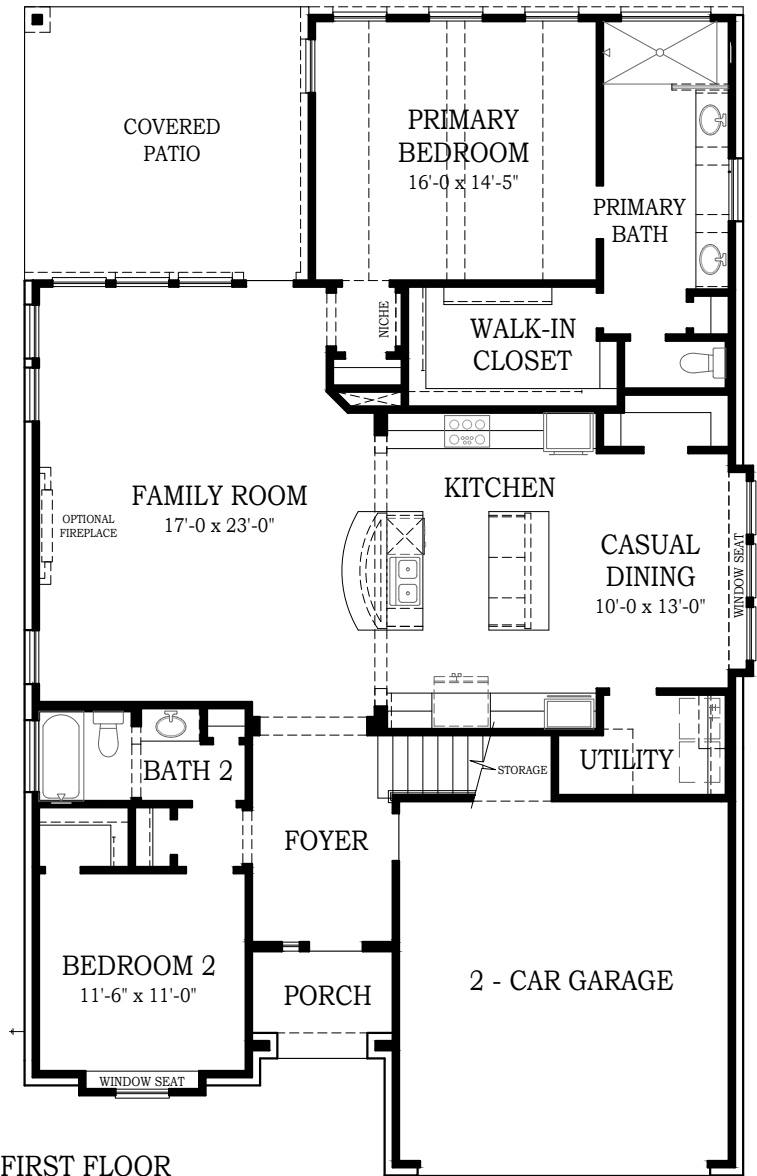 COVERED
PATIO
PRIMARY
BEDROOM
16'-0 x 14'-5"
PRIMARY
BATH
NICHE
WALK-IN
CLOSET
FAMILY ROOM
17'-0 x 23'-0"
OPTIONAL
FIREPLACE
KITCHEN
CASUAL
DINING
10'-0 x 13'-0"
WINDOW SEAT
BATH 2
STORAGE
UTILITY
FOYER
BEDROOM 2
11'-6" x 11'-0"
PORCH
2 - CAR GARAGE
WINDOW SEAT
FIRST FLOOR